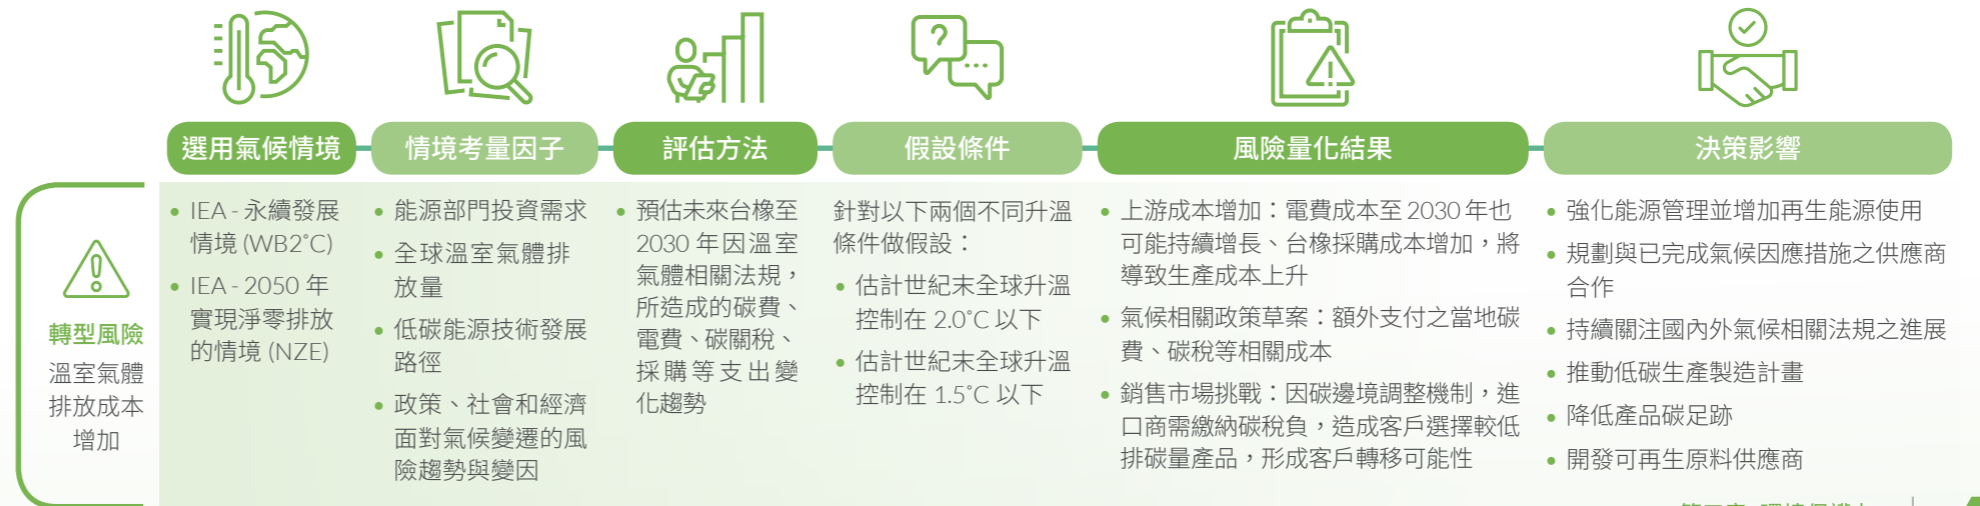 選用氣候情境
情境考量因子
評估方法
假設條件
風險量化結果
決策影響
轉型風險
溫室氣體
排放成本
增加
• IEA - 永續發展
情境 (WB2˚C)
• IEA - 2050 年
實現淨零排放
的情境 (NZE)
• 能源部門投資需求
• 全球溫室氣體排
放量
• 低碳能源技術發展
路徑
• 政策、社會和經濟
面對氣候變遷的風
險趨勢與變因
• 預估未來台橡至
2030 年因溫室
氣體相關法規，
所造成的碳費、
電費、碳關稅、
採購等支出變
化趨勢
針對以下兩個不同升溫
條件做假設：
• 估計世紀末全球升溫
控制在 2.0˚C 以下
• 估計世紀末全球升溫
控制在 1.5˚C 以下
• 上游成本增加：電費成本至 2030 年也
可能持續增長、台橡採購成本增加，將
導致生產成本上升
• 氣候相關政策草案：額外支付之當地碳
費、碳稅等相關成本
• 銷售市場挑戰：因碳邊境調整機制，進
口商需繳納碳稅負，造成客戶選擇較低
排碳量產品，形成客戶轉移可能性
• 強化能源管理並增加再生能源使用
• 規劃與已完成氣候因應措施之供應商
合作
• 持續關注國內外氣候相關法規之進展
• 推動低碳生產製造計畫
• 降低產品碳足跡
• 開發可再生原料供應商